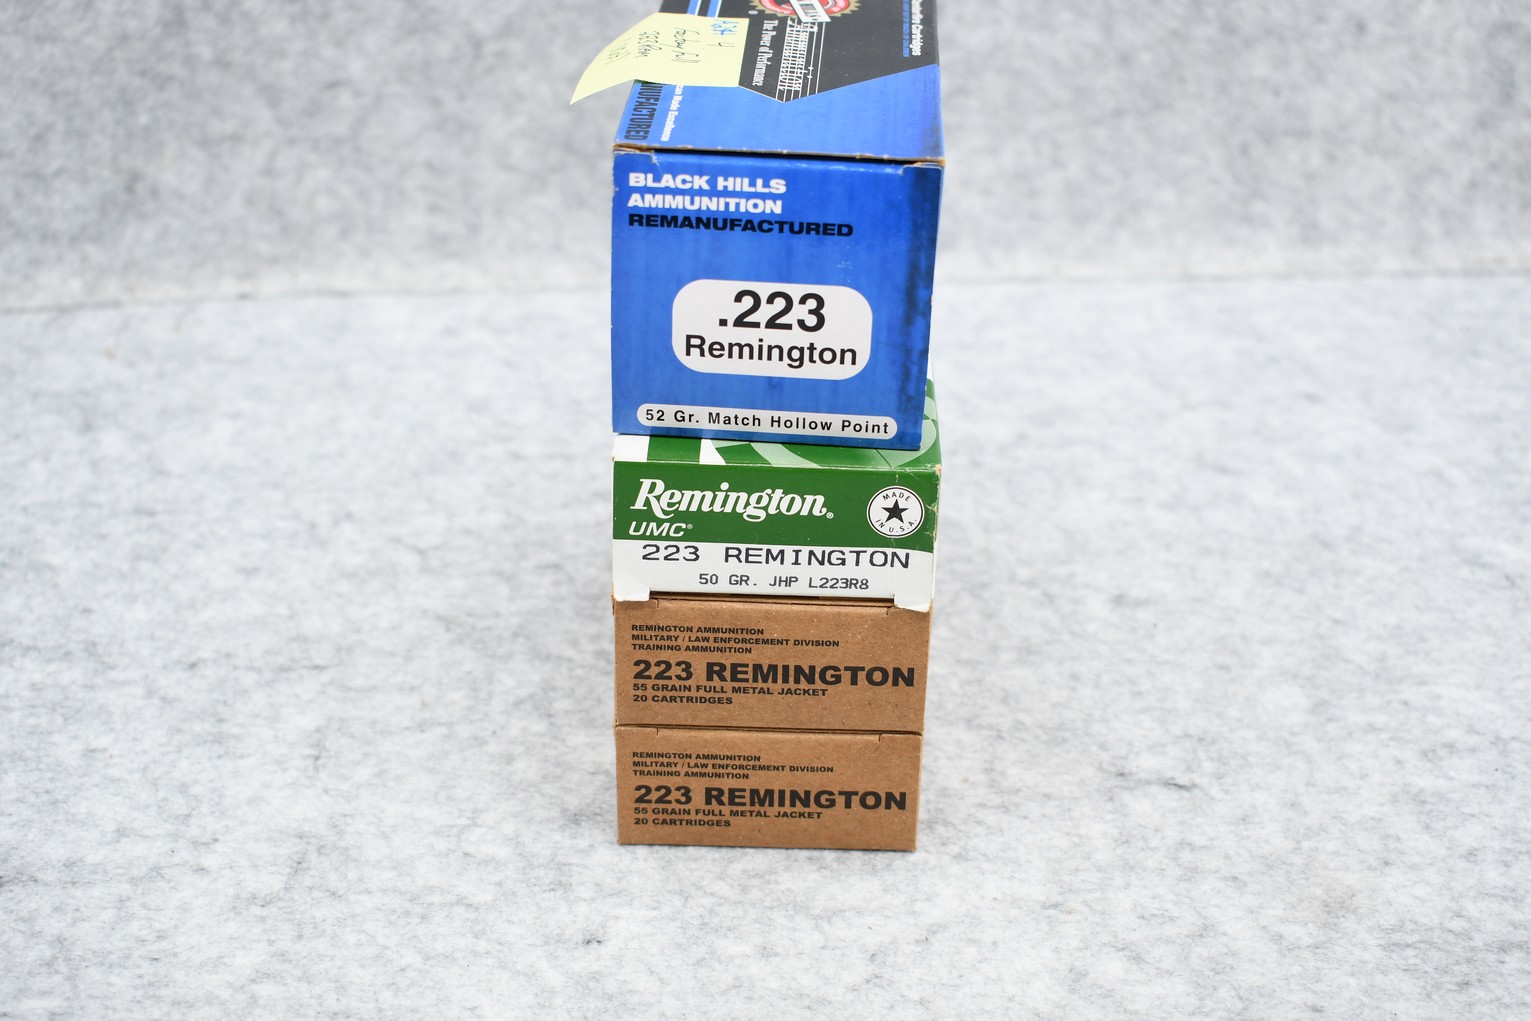 The Power of Performance
MANUFACTURED
BLACK HILLS
AMMUNITION
REMANUFACTURED
.223
Remington
52 Gr. Match Hollow Point
Remington®
UMC®
MADE
IN U.S.A
223 REMINGTON
50 GR. JHP L223R8
REMINGTON AMMUNITION
MILITARY / LAW ENFORCEMENT DIVISION
TRAINING AMMUNITION
223 REMINGTON
55 GRAIN FULL METAL JACKET
20 CARTRIDGES
REMINGTON AMMUNITION
MILITARY / LAW ENFORCEMENT DIVISION
TRAINING AMMUNITION
223 REMINGTON
55 GRAIN FULL METAL JACKET
20 CARTRIDGES